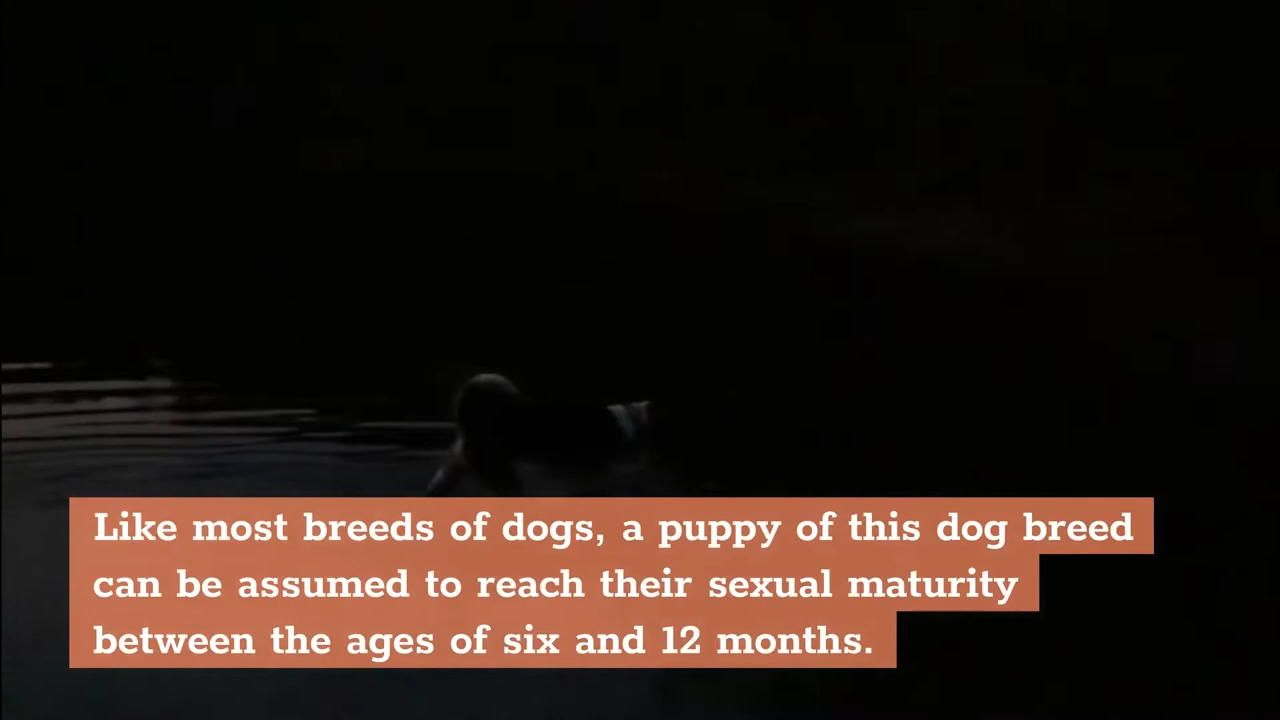 Like most breeds of dogs, a puppy of this dog breed
can be assumed to reach their sexual maturity
between the ages of six and 12 months.